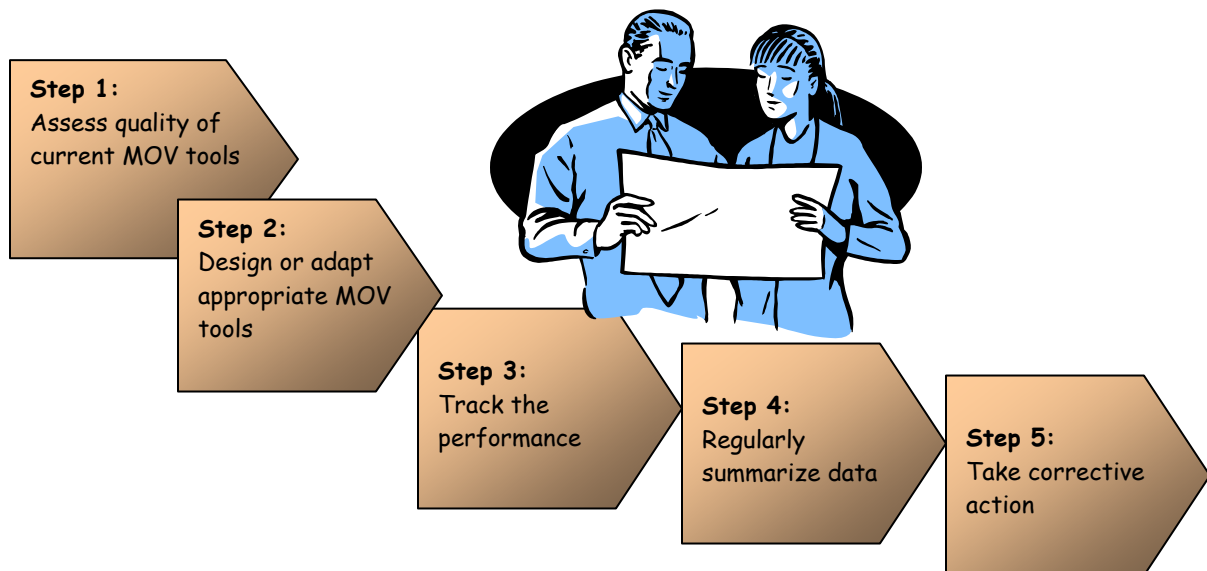 Step 1:
Assess quality of
current MOV tools
Step 2:
Design or adapt
appropriate MOV
tools
Step 3:
Track the
performance
Step 4:
Regularly
summarize data
Step 5:
Take corrective
action